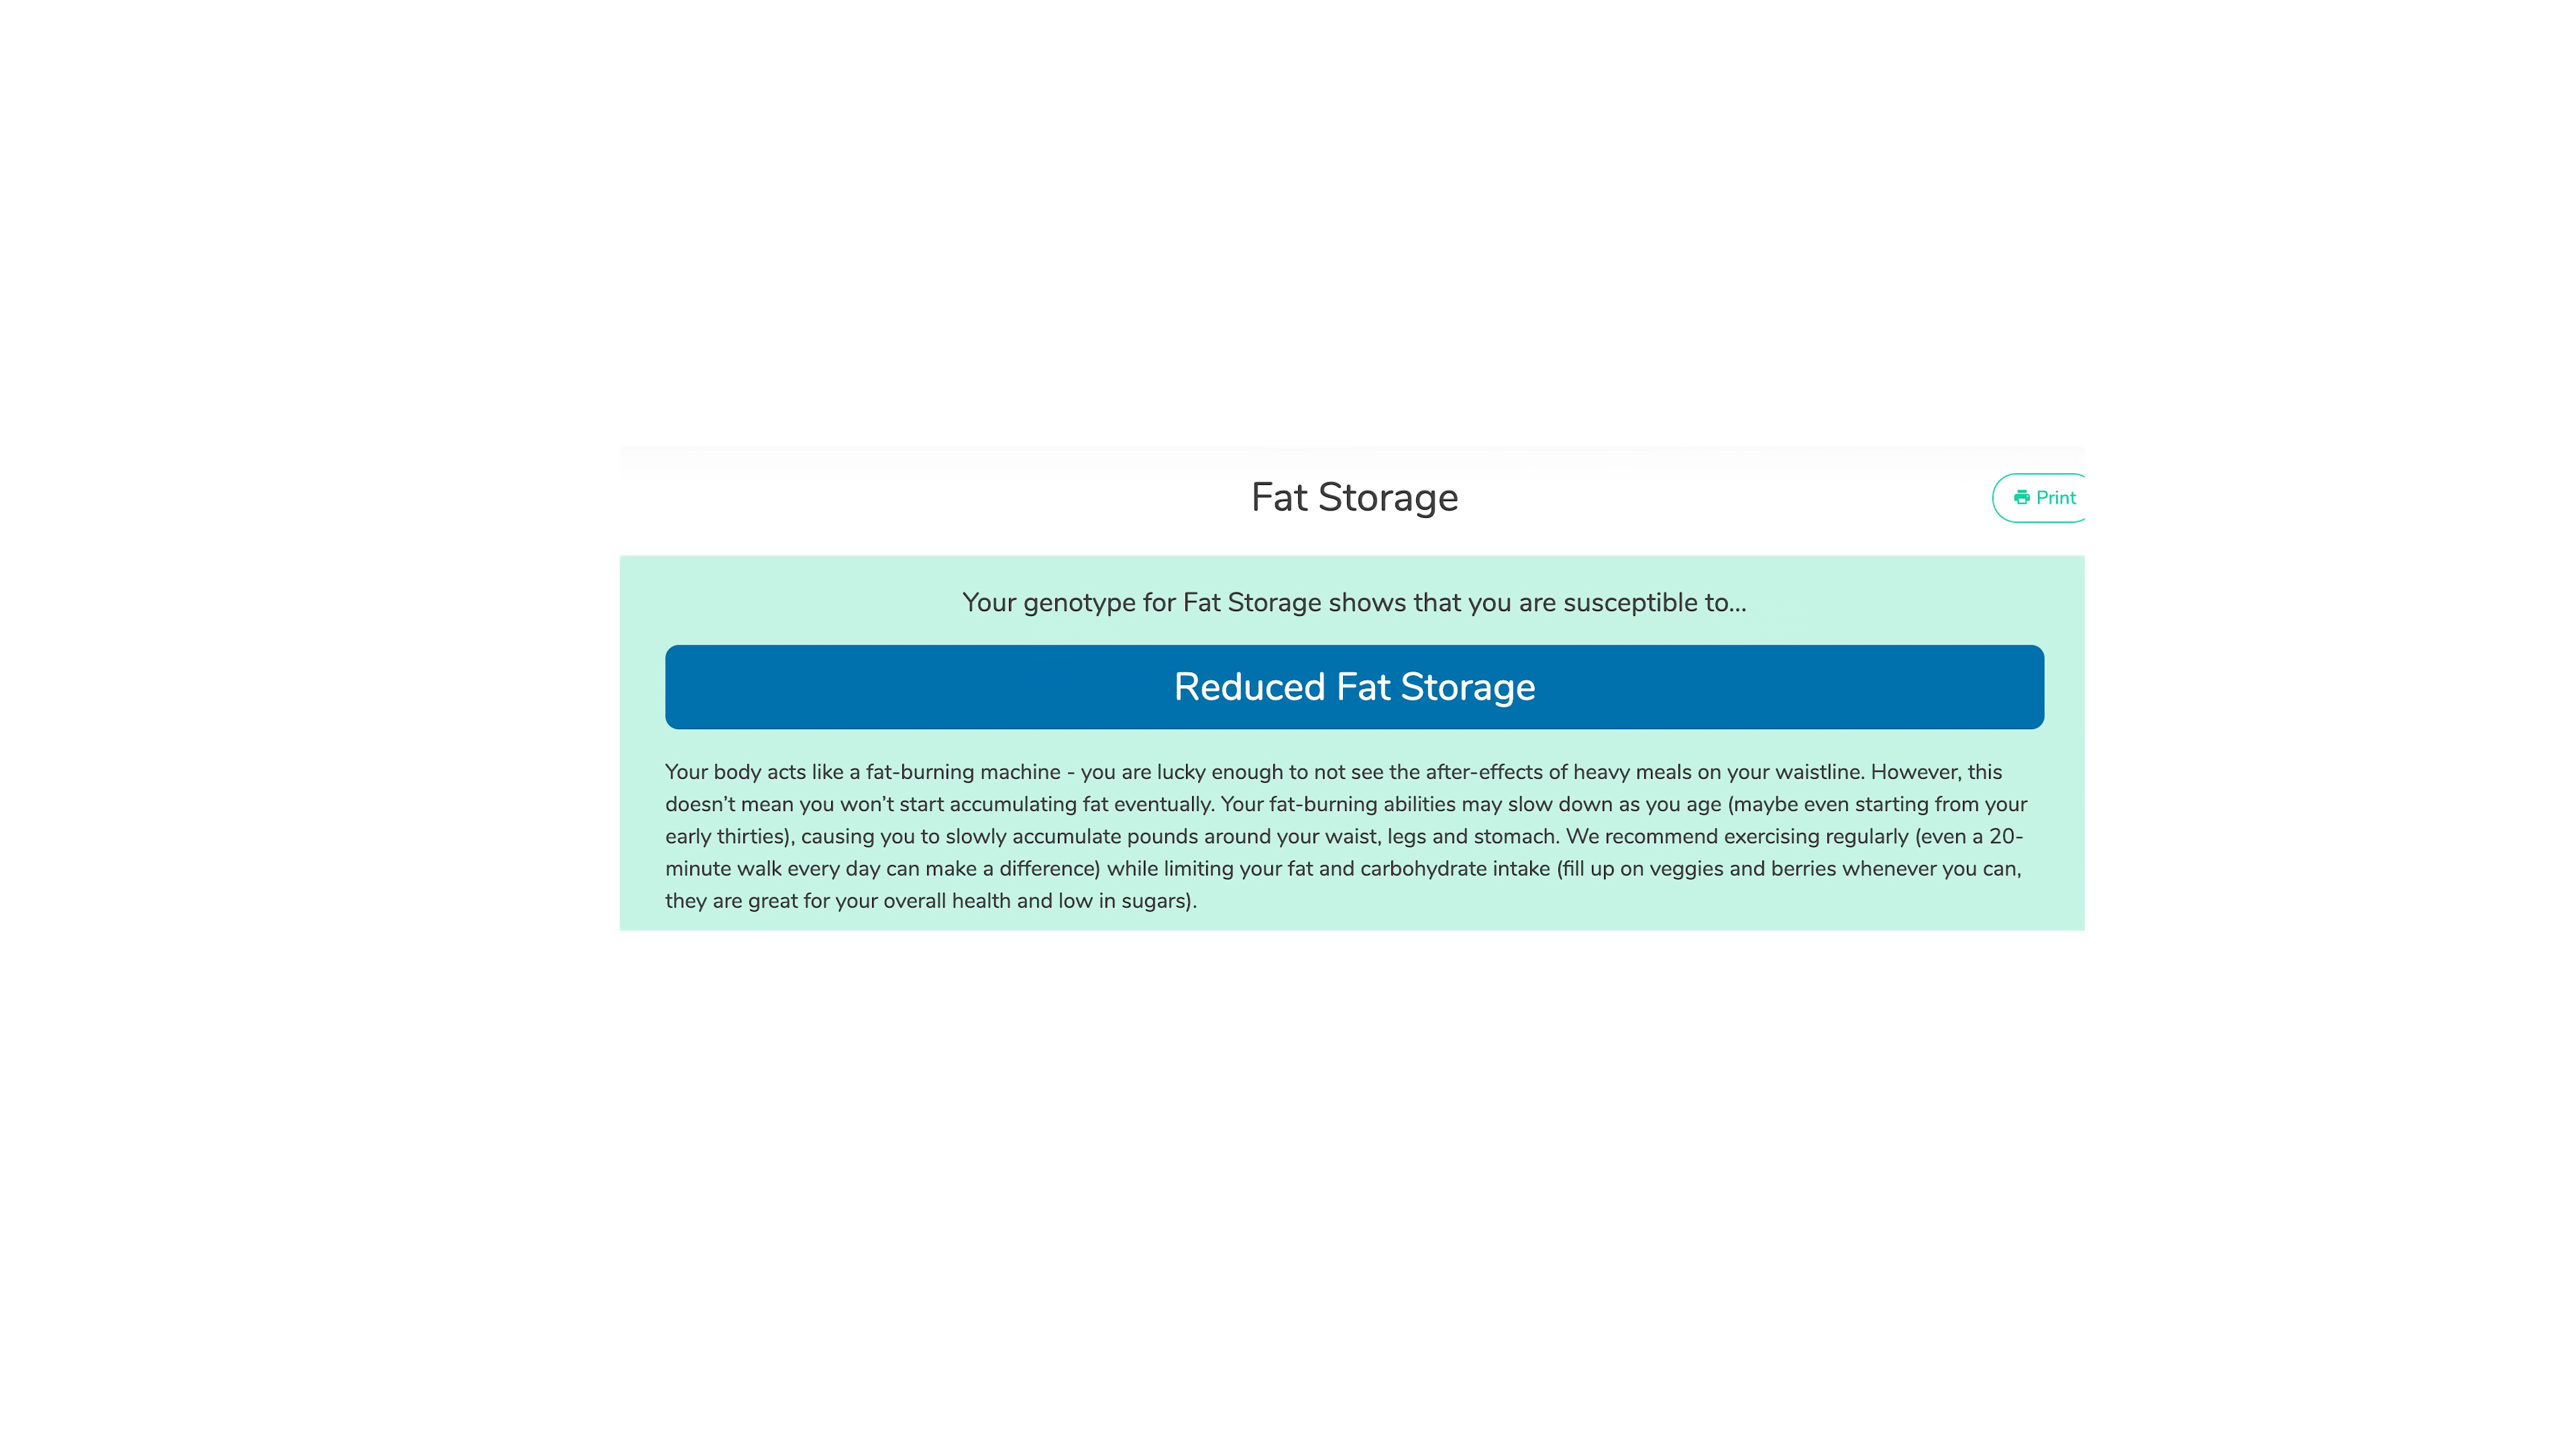 Fat Storage
Print
Your genotype for Fat Storage shows that you are susceptible to...
Reduced Fat Storage
Your body acts like a fat-burning machine - you are lucky enough to not see the after-effects of heavy meals on your waistline. However, this
doesn’t mean you won’t start accumulating fat eventually. Your fat-burning abilities may slow down as you age (maybe even starting from your
early thirties), causing you to slowly accumulate pounds around your waist, legs and stomach. We recommend exercising regularly (even a 20-
minute walk every day can make a difference) while limiting your fat and carbohydrate intake (fill up on veggies and berries whenever you can,
they are great for your overall health and low in sugars).